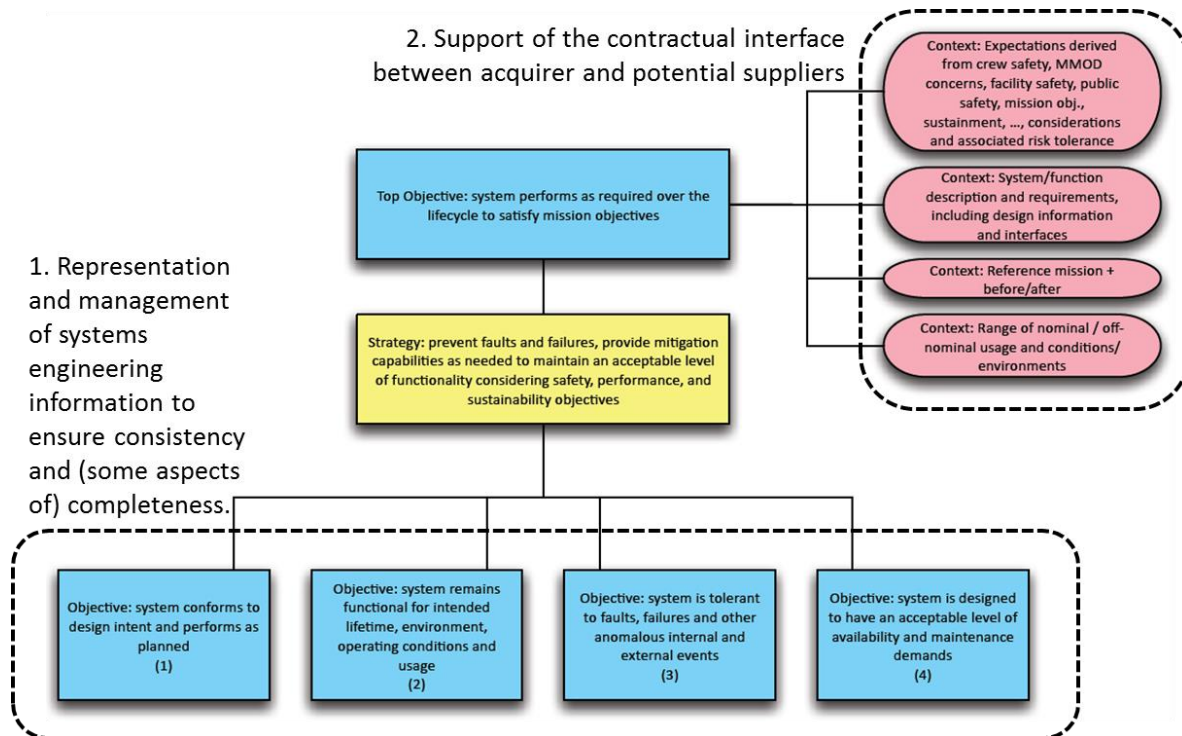 2. Support of the contractual interface
between acquirer and potential suppliers
Context: Expectations derived
from crew safety, MMOD
concerns, facility safety, public
safety, mission obj.,
sustainment, ..., considerations
and associated risk tolerance
Top Objective: system performs as required over the
lifecycle to satisfy mission objectives
Context: System/function
description and requirements,
including design information
and interfaces
Context: Reference mission +
before/after
Context: Range of nominal / off-
nominal usage and conditions/
environments
1. Representation
and management
of systems
engineering
information to
ensure consistency
and (some aspects
of) completeness.
Strategy: prevent faults and failures, provide mitigation
capabilities as needed to maintain an acceptable level
of functionality considering safety, performance, and
sustainability objectives
Objective: system conforms to
design intent and performs as
planned
(1)
Objective: system remains
functional for intended
lifetime, environment,
operating conditions and
usage
(2)
Objective: system is tolerant
to faults, failures and other
anomalous internal and
external events
(3)
Objective: system is designed
to have an acceptable level of
availability and maintenance
demands
(4)